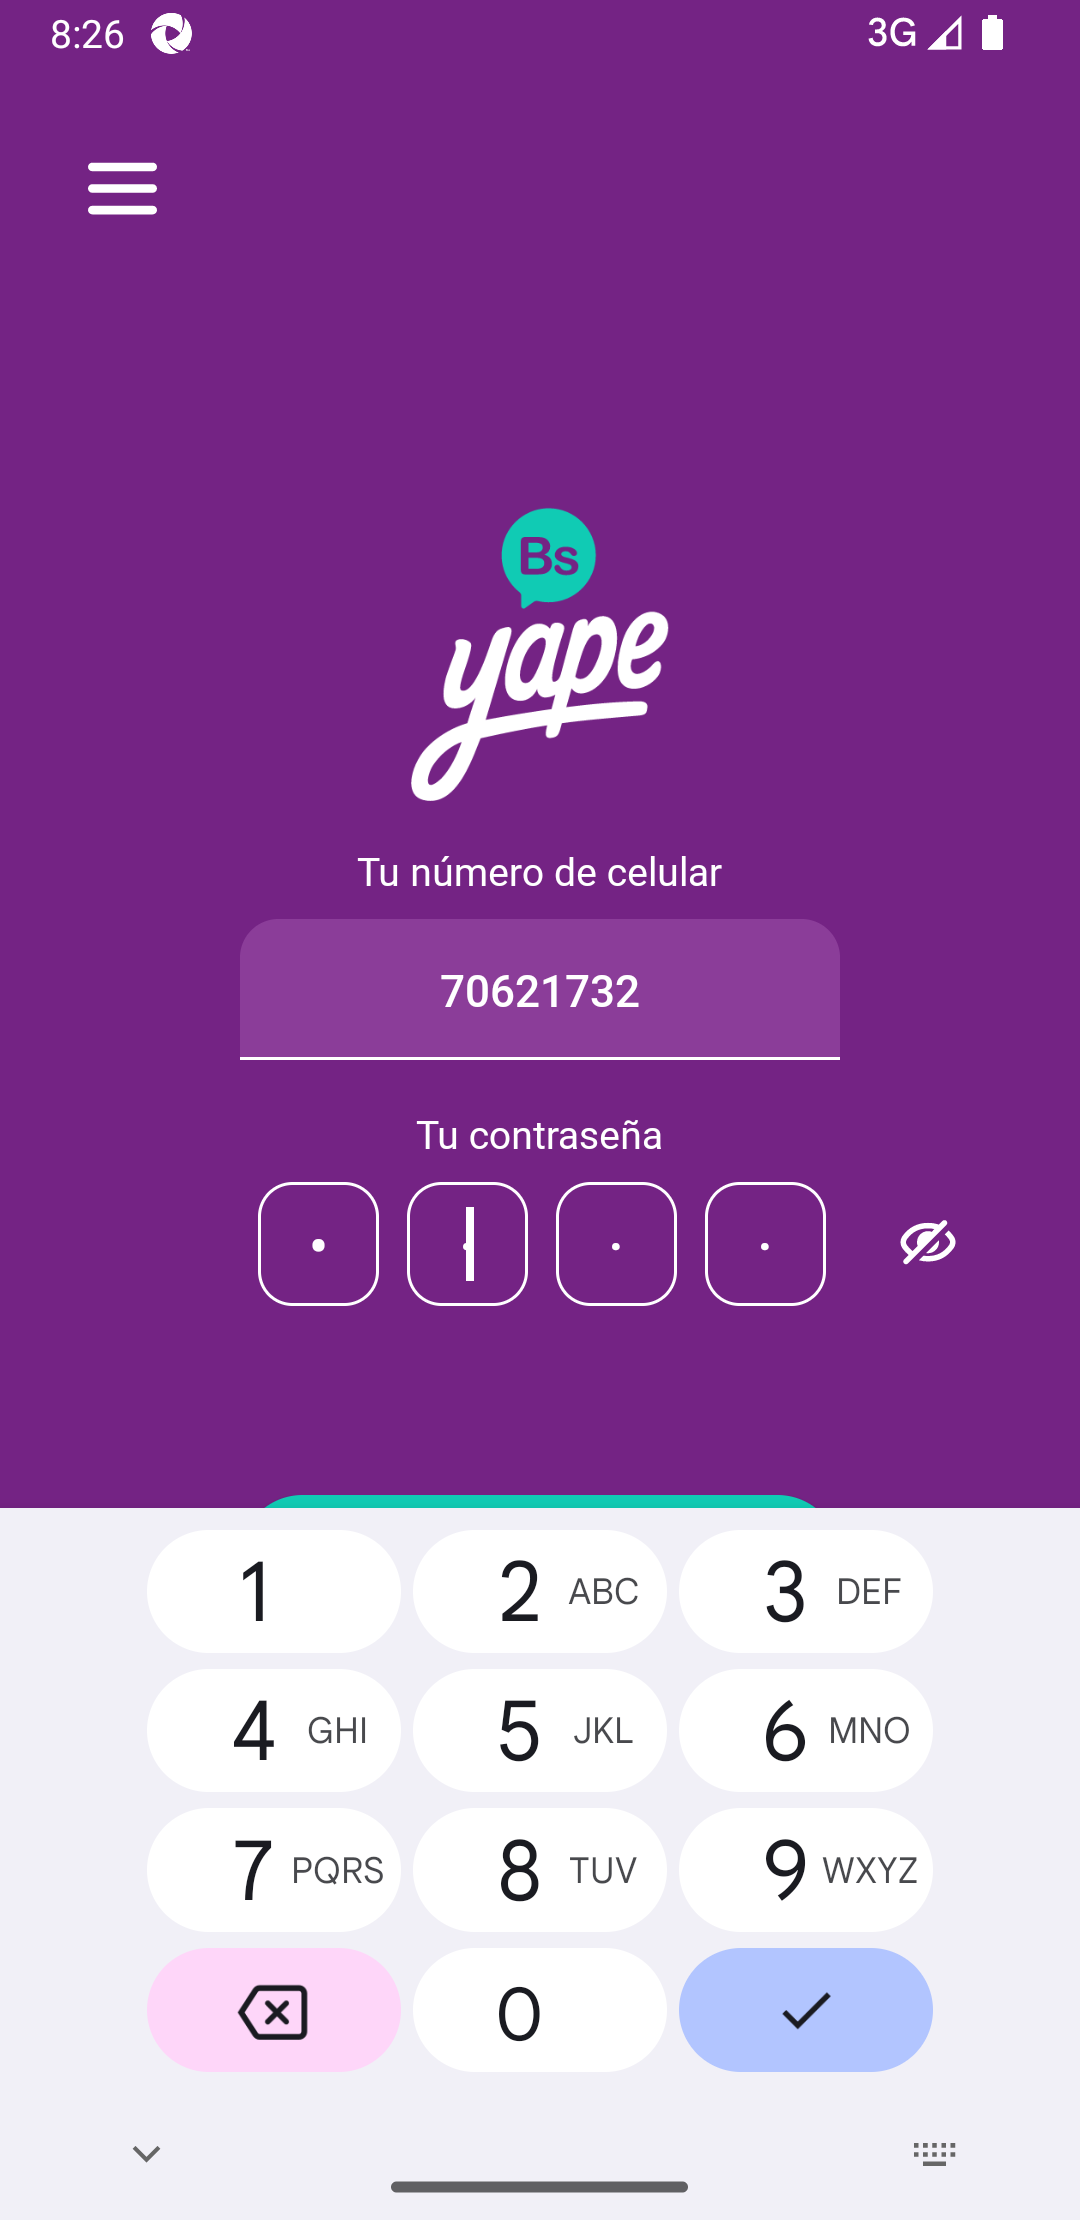 8:26
3G
Bs
yape
Tu número de celular
70621732
Tu contraseña
1
2 ABC
3 DEF
4 GHI
5 JKL
6 MNO
7 PQRS
8 TUV
9 WXYZ
0